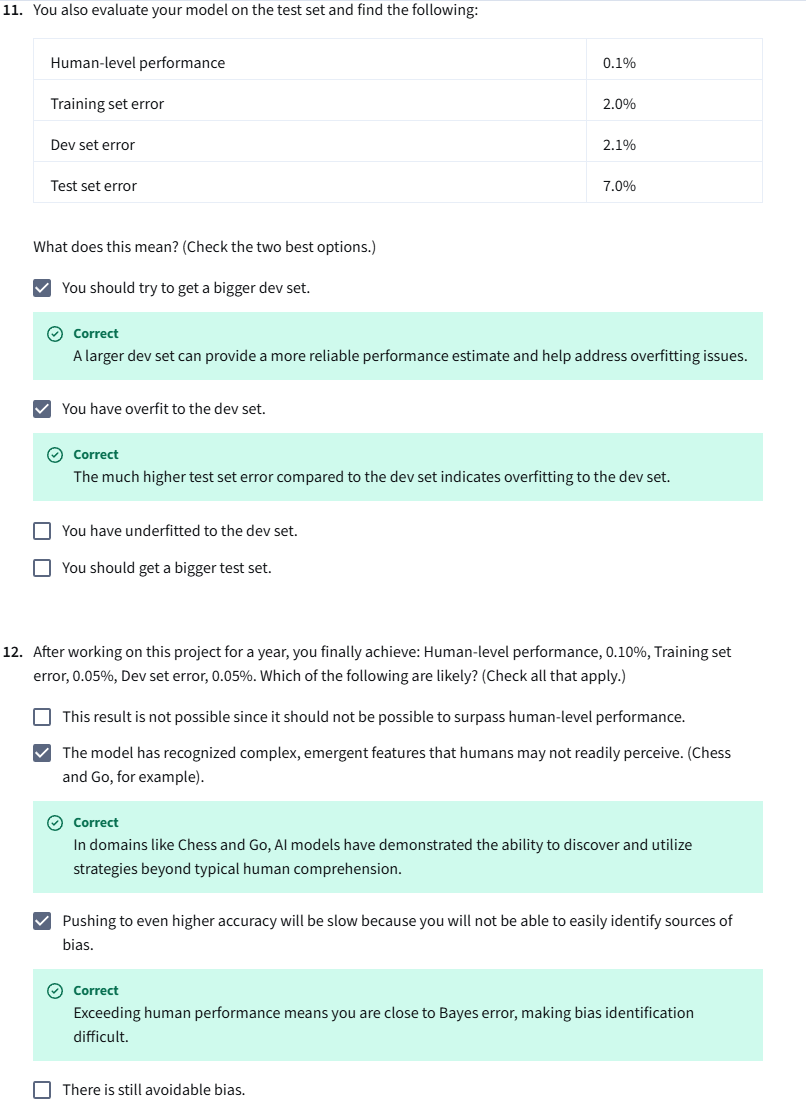 11. You also evaluate your model on the test set and find the following:
Human-level performance 0.1%
Training set error 2.0%
Dev set error 2.1%
Test set error 7.0%
What does this mean? (Check the two best options.)
You should try to get a bigger dev set.
Correct
A larger dev set can provide a more reliable performance estimate and help address overfitting issues.
You have overfit to the dev set.
Correct
The much higher test set error compared to the dev set indicates overfitting to the dev set.
You have underfitted to the dev set.
You should get a bigger test set.
12. After working on this project for a year, you finally achieve: Human-level performance, 0.10%, Training set
error, 0.05%, Dev set error, 0.05%. Which of the following are likely? (Check all that apply.)
This result is not possible since it should not be possible to surpass human-level performance.
The model has recognized complex, emergent features that humans may not readily perceive. (Chess
and Go, for example).
Correct
In domains like Chess and Go, AI models have demonstrated the ability to discover and utilize
strategies beyond typical human comprehension.
Pushing to even higher accuracy will be slow because you will not be able to easily identify sources of
bias.
Correct
Exceeding human performance means you are close to Bayes error, making bias identification
difficult.
There is still avoidable bias.